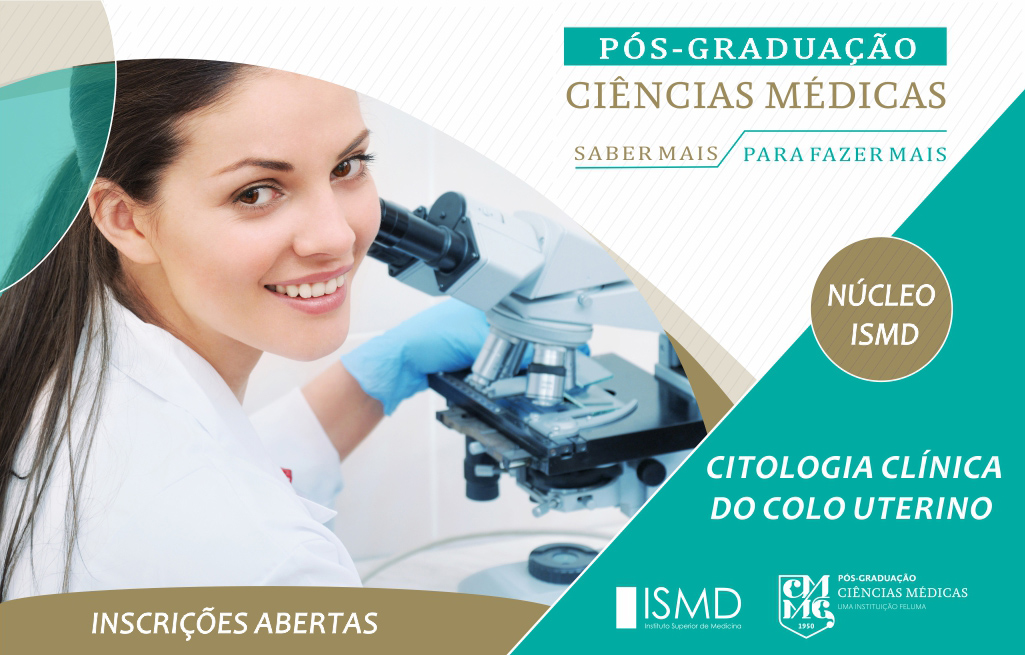 PÓS-GRADUAÇÃO
CIÊNCIAS MÉDICAS
SABER MAIS PARA FAZER MAIS
NÚCLEO
ISMD
CITOLOGIA CLÍNICA
DO COLO UTERINO
INSCRIÇÕES ABERTAS
ISMD
Instituto Superior de Medicina
CMMG
1950
PÓS-GRADUAÇÃO
CIÊNCIAS MÉDICAS
UMA INSTITUIÇÃO FELUMA